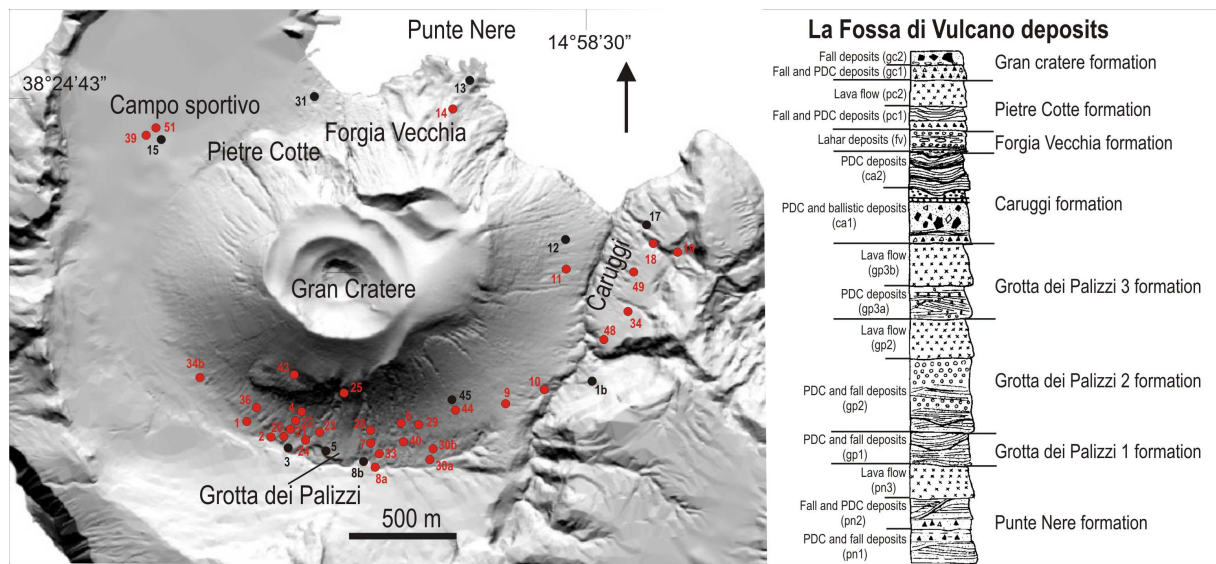 Punte Nere
14°58'30"
38°24'43”
13
31
14
Campo sportivo
51
39
15
Forgia Vecchia
Pietre Cotte
17
12
18
11
49
Caruggi
Gran Cratere
34
48
34b
43
25
1b
10
36
9
45
44
4
1
6
29
23
2
7
40
30b
24
5
33
3
8b
30a
8a
Grotta dei Palizzi
500 m
La Fossa di Vulcano deposits
Fall deposits (gc2)
Fall and PDC deposits (gc1)
Gran cratere formation
Lava flow (pc2)
Fall and PDC deposits (pc1)
Pietre Cotte formation
Lahar deposits (fv)
Forgia Vecchia formation
PDC deposits
(ca2)
PDC and ballistic deposits
(ca1)
Caruggi formation
Lava flow
(gp3b)
PDC deposits
(gp3a)
Grotta dei Palizzi 3 formation
Lava flow
(gp2)
PDC and fall deposits
(gp2)
Grotta dei Palizzi 2 formation
PDC and fall deposits
(gp1)
Grotta dei Palizzi 1 formation
Lava flow
(pn3)
Fall and PDC deposits
(pn2)
PDC and fall deposits
(pn1)
Punte Nere formation